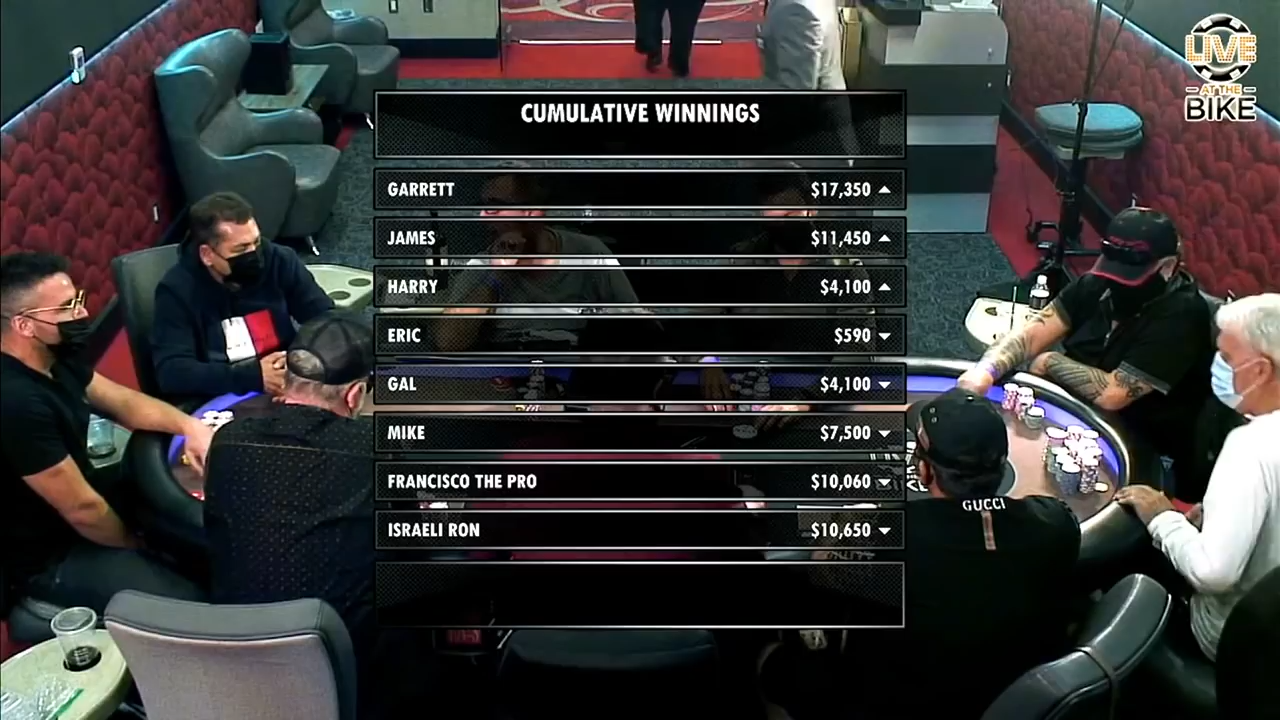 LIVE
AT THE
BIKE
CUMULATIVE WINNINGS
GARRETT $17,350
JAMES $11,450
HARRY $4,100
ERIC $590
GAL $4,100
MIKE $7,500
FRANCISCO THE PRO $10,060
ISRAELI RON $10,650
GUCCI